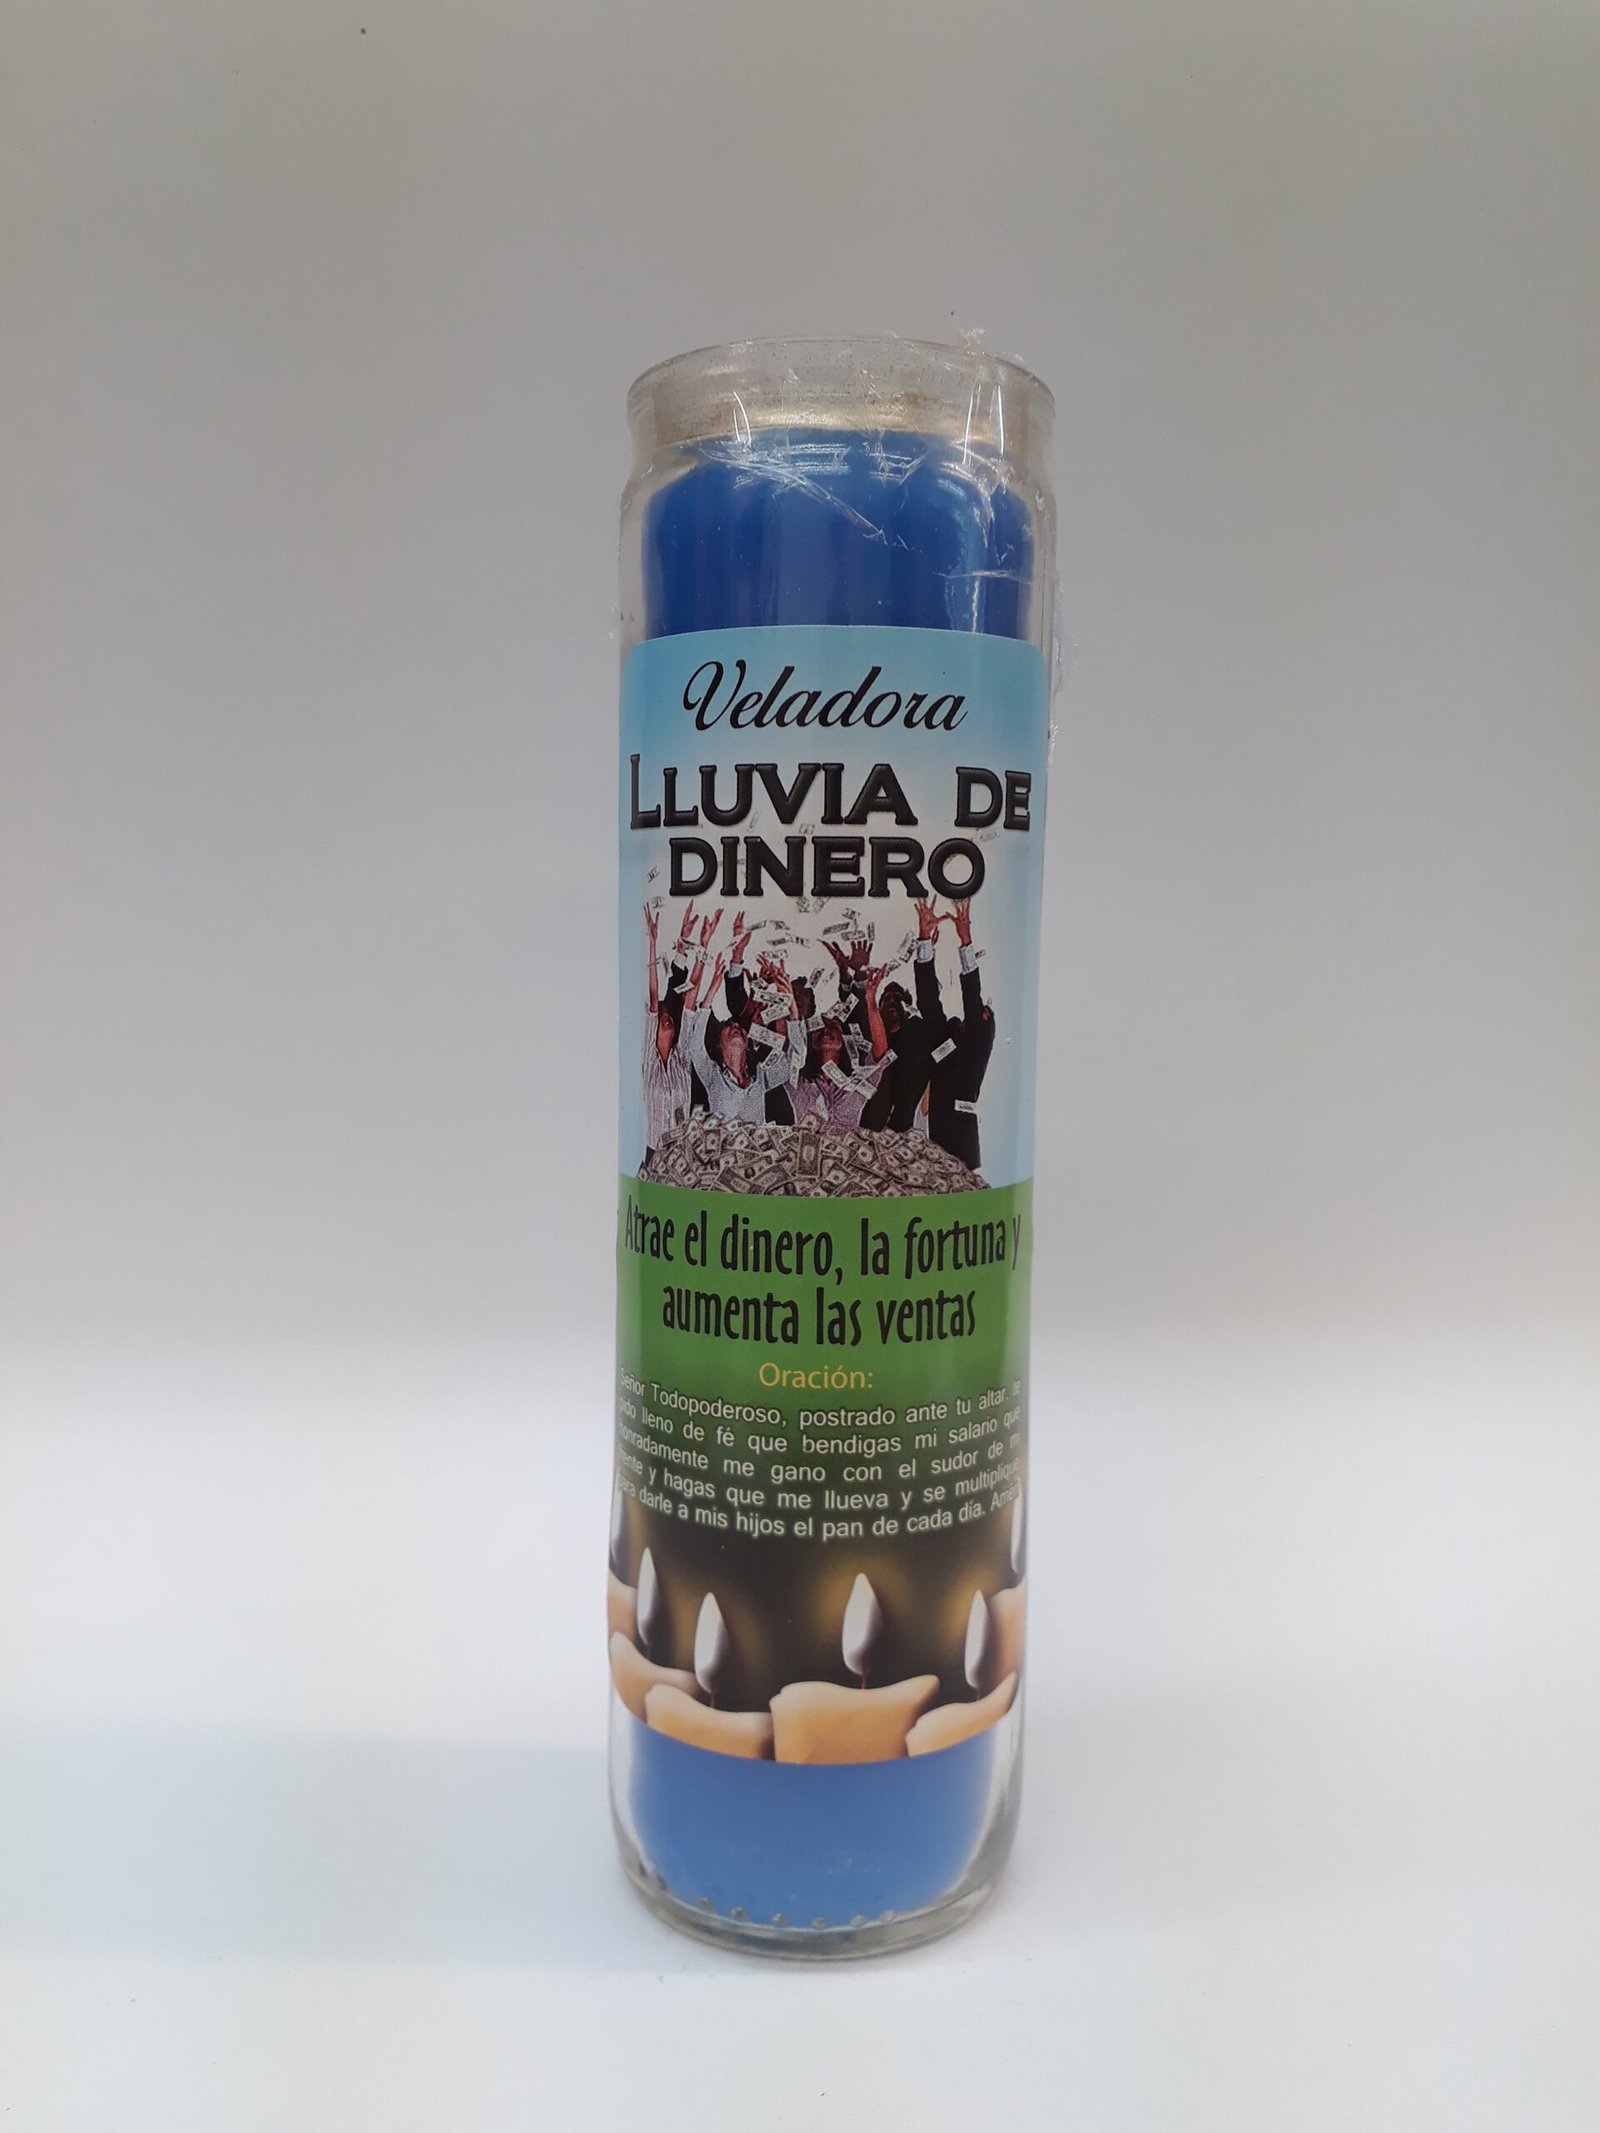 Veladora
LLUVIA DE
DINERO
Atrae el dinero, la fortuna y
aumenta las ventas
Oración:
Señor Todopoderoso, postrado ante tu altar, te
pido lleno de fé que bendigas mi salario que
honradamente me gano con el sudor de mi
frente y hagas que me llueva y se multiplique
para darle a mis hijos el pan de cada día. Amén